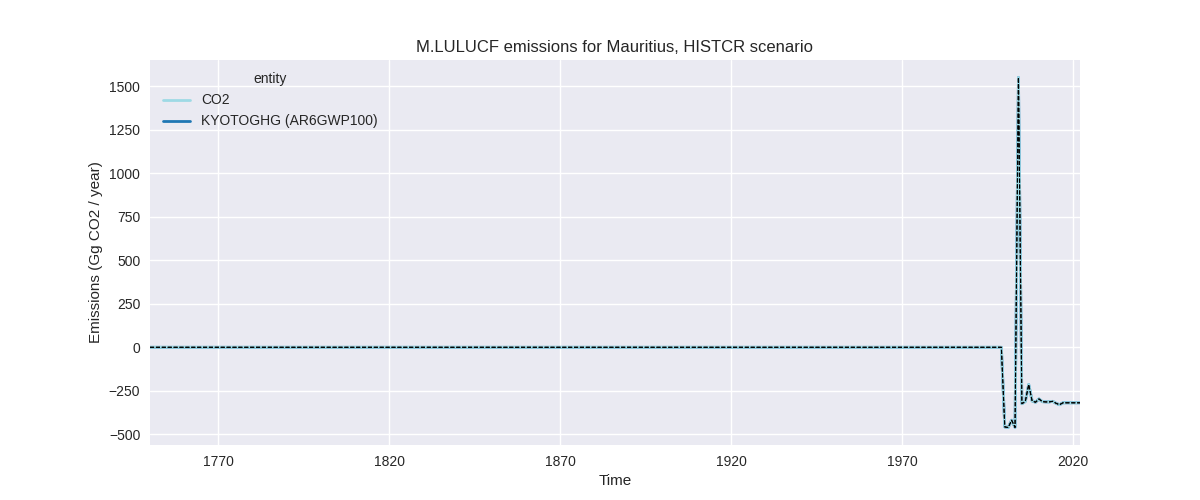 M.LULUCF emissions for Mauritius, HISTCR scenario
entity
CO2
KYOTOGHG (AR6GWP100)
Emissions (Gg CO2 / year)
1500
1250
1000
750
500
250
0
−250
−500
1770
1820
1870
1920
1970
2020
Time